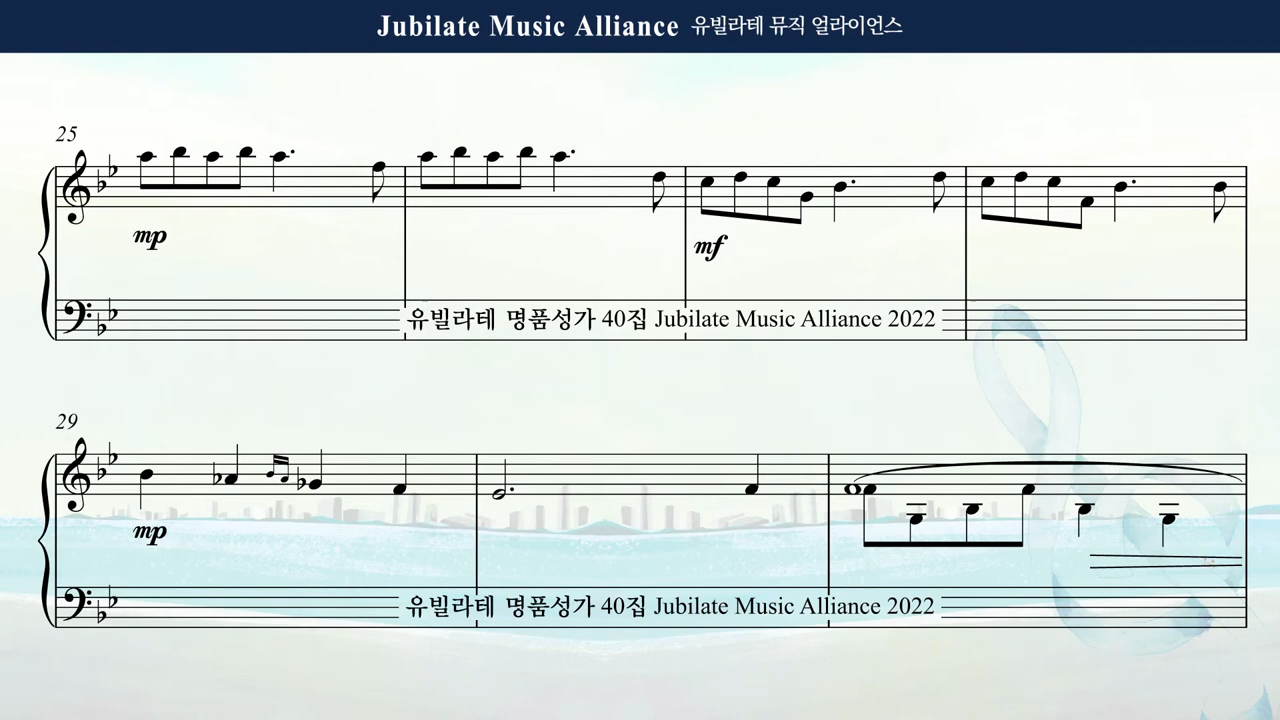 Jubilate Music Alliance 유빌라테 뮤직 얼라이언스
25
mp
mf
유빌라테 명품성가 40집 Jubilate Music Alliance 2022
29
mp
유빌라테 명품성가 40집 Jubilate Music Alliance 2022